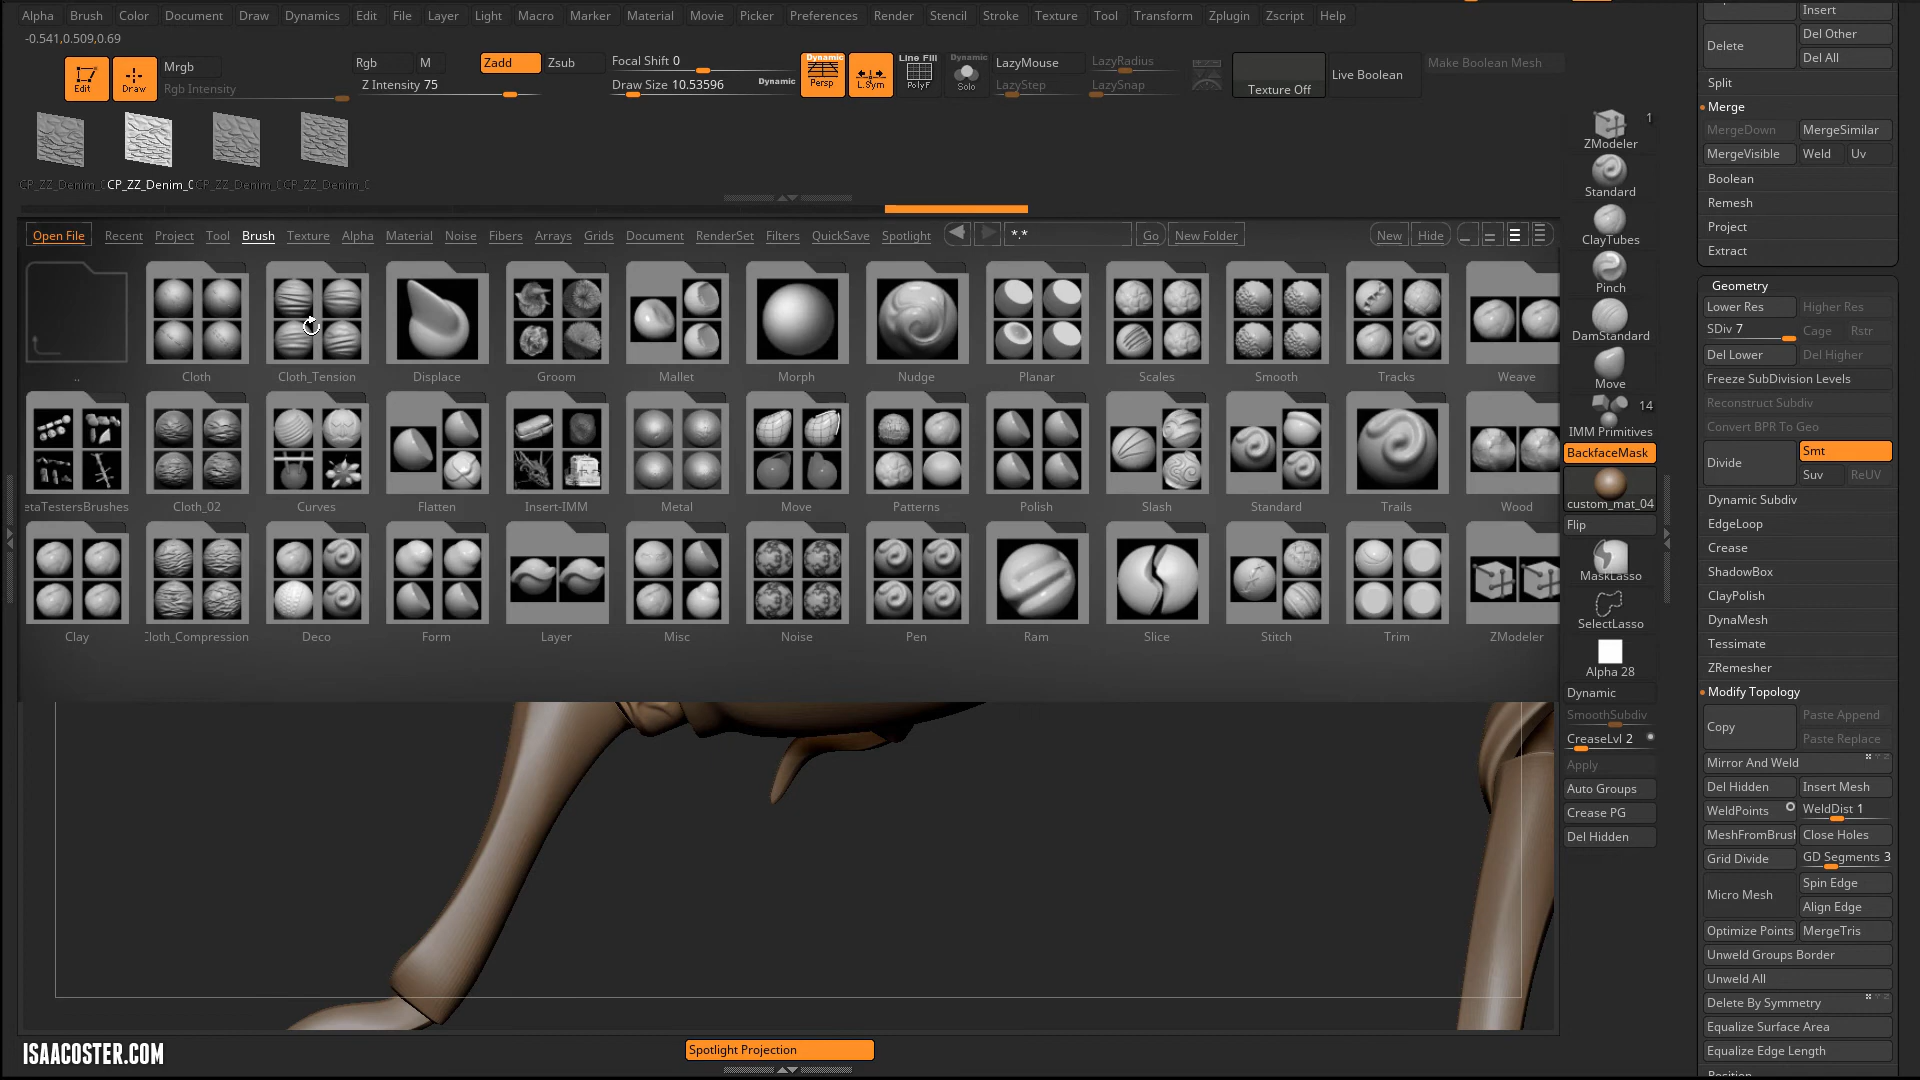 Alpha Brush Color Document Draw Dynamics Edit File Layer Light Macro Marker Material Movie Picker Preferences Render Stencil Stroke Texture Tool Transform Zplugin Zscript Help
-0.541,0.509,0.69
Edit Draw Mrgb Rgb M Zadd Zsub Focal Shift 0 Dynamic Persp L.Sym Line Fill PolyF Dynamic Solo LazyMouse LazyRadius Live Boolean Make Boolean Mesh
Rgb Intensity Z Intensity 75 Draw Size 10.53596 Dynamic LazyStep LazySnap Texture Off
CP_ZZ_Denim_0 CP_ZZ_Denim_0 CP_ZZ_Denim_0 CP_ZZ_Denim_0
Open File Recent Project Tool Brush Texture Alpha Material Noise Fibers Arrays Grids Document RenderSet Filters QuickSave Spotlight *.* Go New Folder New Hide
.. Cloth Cloth_Tension Displace Groom Mallet Morph Nudge Planar Scales Smooth Tracks Weave
etaTestersBrushes Cloth_02 Curves Flatten Insert-IMM Metal Move Patterns Polish Slash Standard Trails Wood
Clay Cloth_Compression Deco Form Layer Misc Noise Pen Ram Slice Stitch Trim ZModeler
ISAACOSTER.COM
Spotlight Projection
1
ZModeler
Standard
ClayTubes
Pinch
DamStandard
Move
14
IMM Primitives
BackfaceMask
custom_mat_04
Flip
MaskLasso
SelectLasso
Alpha 28
Dynamic
SmoothSubdiv
CreaseLvl 2
Apply
Auto Groups
Crease PG
Del Hidden
Insert
Delete Del Other
Del All
Split
Merge
MergeDown MergeSimilar
MergeVisible Weld Uv
Boolean
Remesh
Project
Extract
Geometry
Lower Res Higher Res
SDiv 7 Cage Rstr
Del Lower Del Higher
Freeze SubDivision Levels
Reconstruct Subdiv
Convert BPR To Geo
Divide Smt
Suv ReUV
Dynamic Subdiv
EdgeLoop
Crease
ShadowBox
ClayPolish
DynaMesh
Tessimate
ZRemesher
Modify Topology
Copy Paste Append
Paste Replace
Mirror And Weld
Del Hidden Insert Mesh
WeldPoints WeldDist 1
MeshFromBrush Close Holes
Grid Divide GD Segments 3
Micro Mesh Spin Edge
Align Edge
Optimize Points MergeTris
Unweld Groups Border
Unweld All
Delete By Symmetry
Equalize Surface Area
Equalize Edge Length